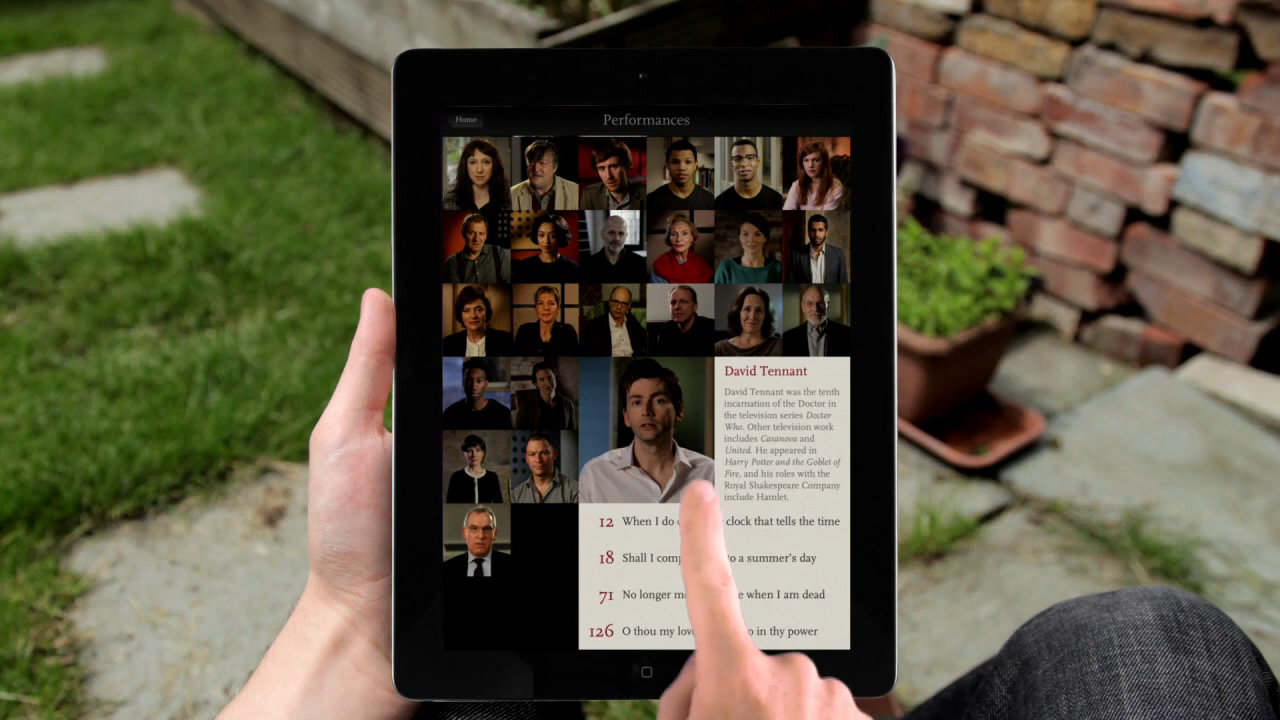 Home
Performances
David Tennant
David Tennant was the tenth
incarnation of the Doctor in
the television series Doctor
Who. Other television work
includes Casanova and
United. He appeared in
Harry Potter and the Goblet of
Fire, and his roles with the
Royal Shakespeare Company
include Hamlet.
12 When I do clock that tells the time
18 Shall I to a summer's day
71 No longer when I am dead
126 O thou my in thy power